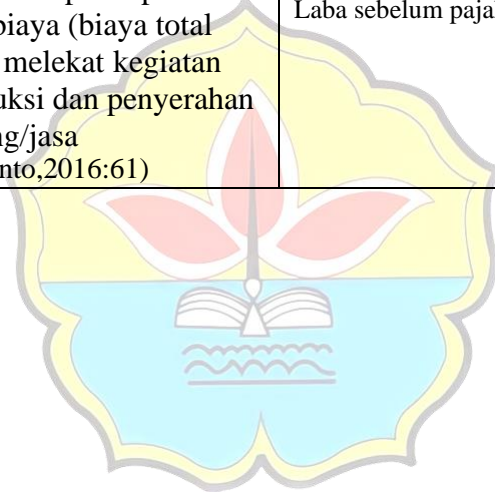 biaya (biaya total
melekat kegiatan
uksi dan penyerahan
ng/jasa
nto,2016:61)
Laba sebelum paja